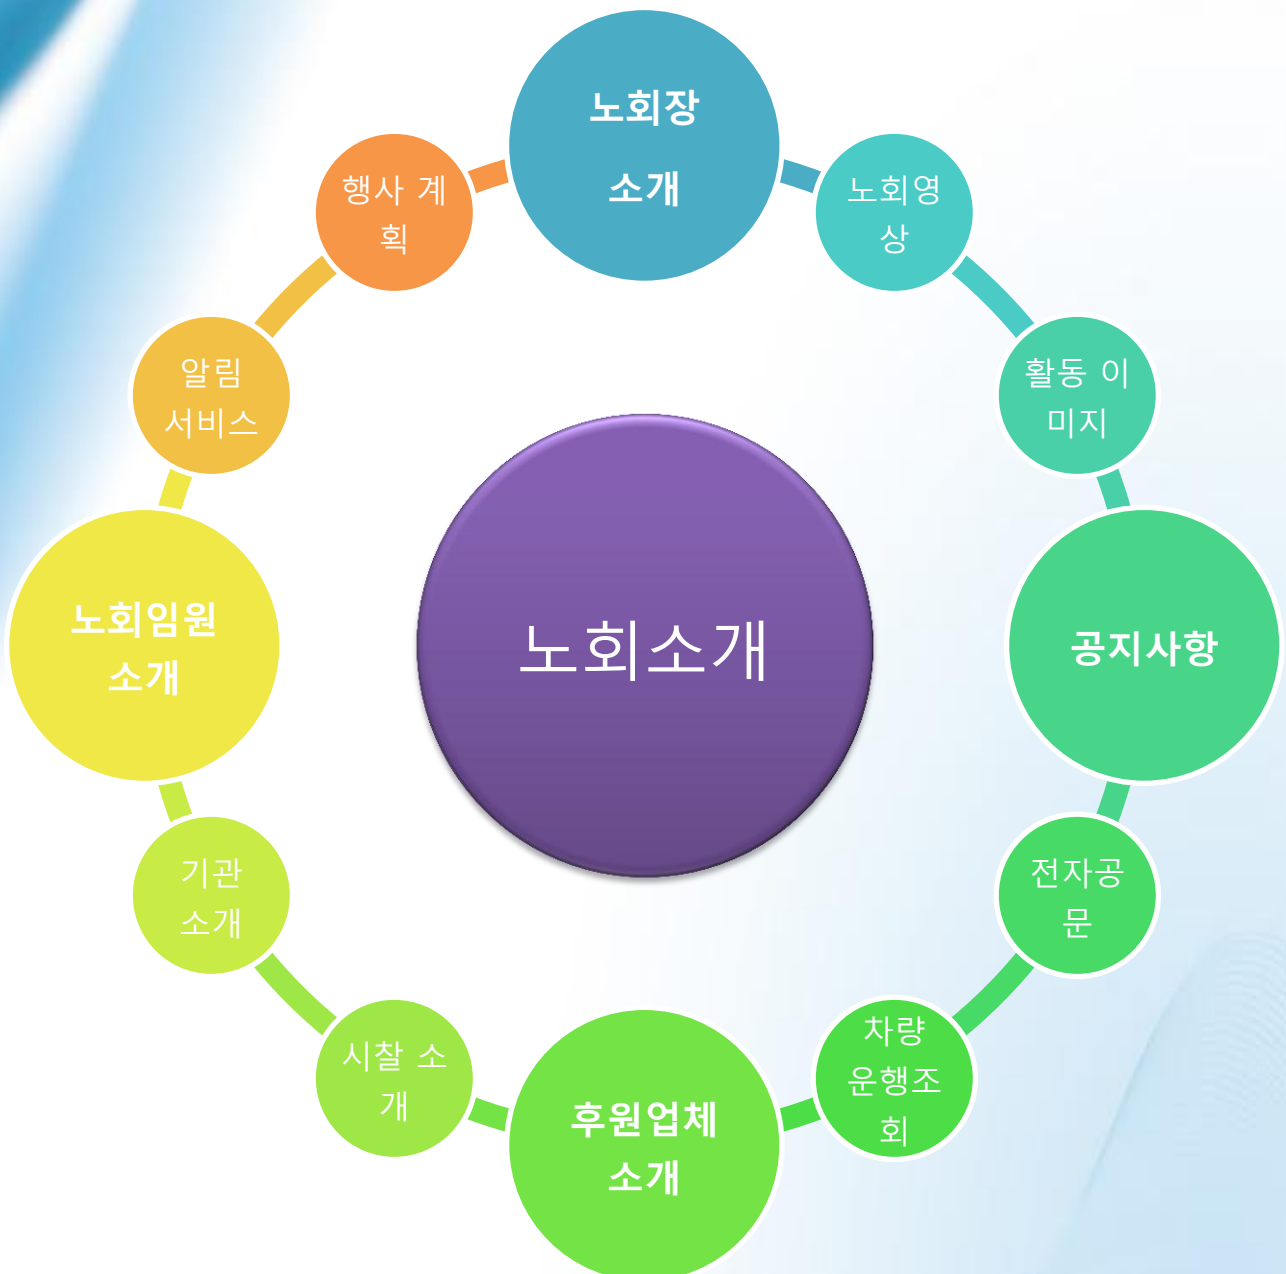 노회장
소개
노회영
상
활동 이
미지
공지사항
전자공
문
차량
운행조
회
후원업체
소개
시찰 소
개
기관
소개
노회임원
소개
알림
서비스
행사 계
획
노회소개